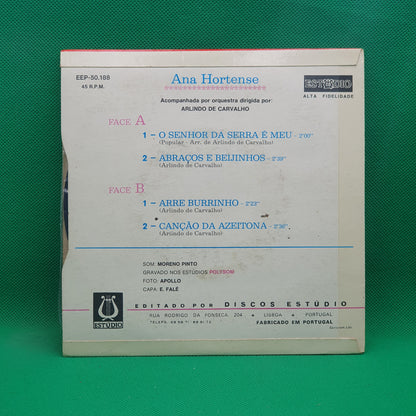 EEP-50.188
45 R.P.M.
Ana Hortense
ESTÚDIO
ALTA FIDELIDADE
Acompanhada por orquestra dirigida por:
ARLINDO DE CARVALHO
FACE A
1 - O SENHOR DA SERRA É MEU - 2'00"
(Popular - Arr. de Arlindo de Carvalho)
2 - ABRAÇOS E BEIJINHOS - 2'39"
(Arlindo de Carvalho)
FACE B
1 - ARRE BURRINHO - 2'23"
(Arlindo de Carvalho)
2 - CANÇÃO DA AZEITONA - 2'36"
(Arlindo de Carvalho)
SOM: MORENO PINTO
GRAVADO NOS ESTÚDIOS POLYSOM
FOTO: APOLLO
CAPA: E. FALÉ
ESTÚDIO
EDITADO POR DISCOS ESTÚDIO
RUA RODRIGO DA FONSECA, 204 + LISBOA + PORTUGAL
FABRICADO EM PORTUGAL